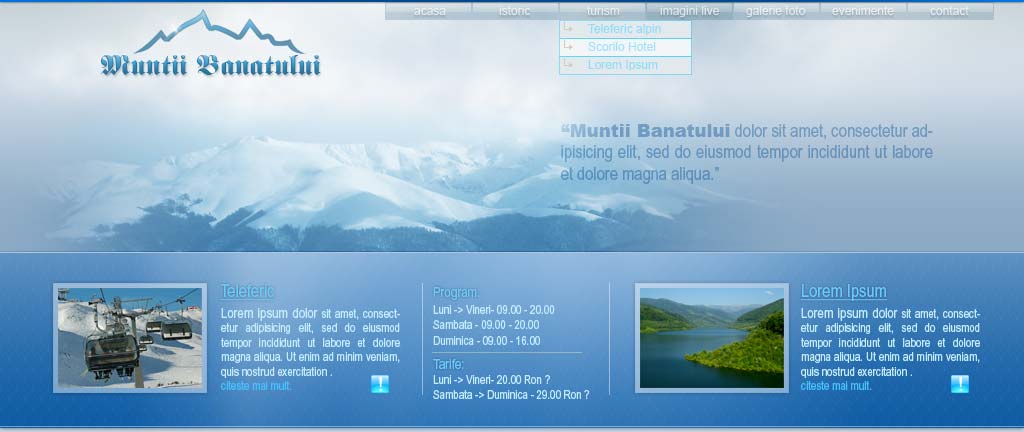 acasa istoric turism imagini live galerie foto evenimente contact
Muntii Banatului
Teleferic alpin
Scorilo Hotel
Lorem Ipsum
“Muntii Banatului dolor sit amet, consectetur ad-
ipisicing elit, sed do eiusmod tempor incididunt ut labore
et dolore magna aliqua.”
Teleferic
Lorem ipsum dolor sit amet, consect-
etur adipisicing elit, sed do eiusmod
tempor incididunt ut labore et dolore
magna aliqua. Ut enim ad minim veniam,
quis nostrud exercitation .
citeste mai mult.
Program:
Luni -> Vineri- 09.00 - 20.00
Sambata - 09.00 - 20.00
Duminica - 09.00 - 16.00
Tarife:
Luni -> Vineri- 20.00 Ron ?
Sambata -> Duminica - 29.00 Ron ?
Lorem Ipsum
Lorem ipsum dolor sit amet, consect-
etur adipisicing elit, sed do eiusmod
tempor incididunt ut labore et dolore
magna aliqua. Ut enim ad minim veniam,
quis nostrud exercitation .
citeste mai mult.